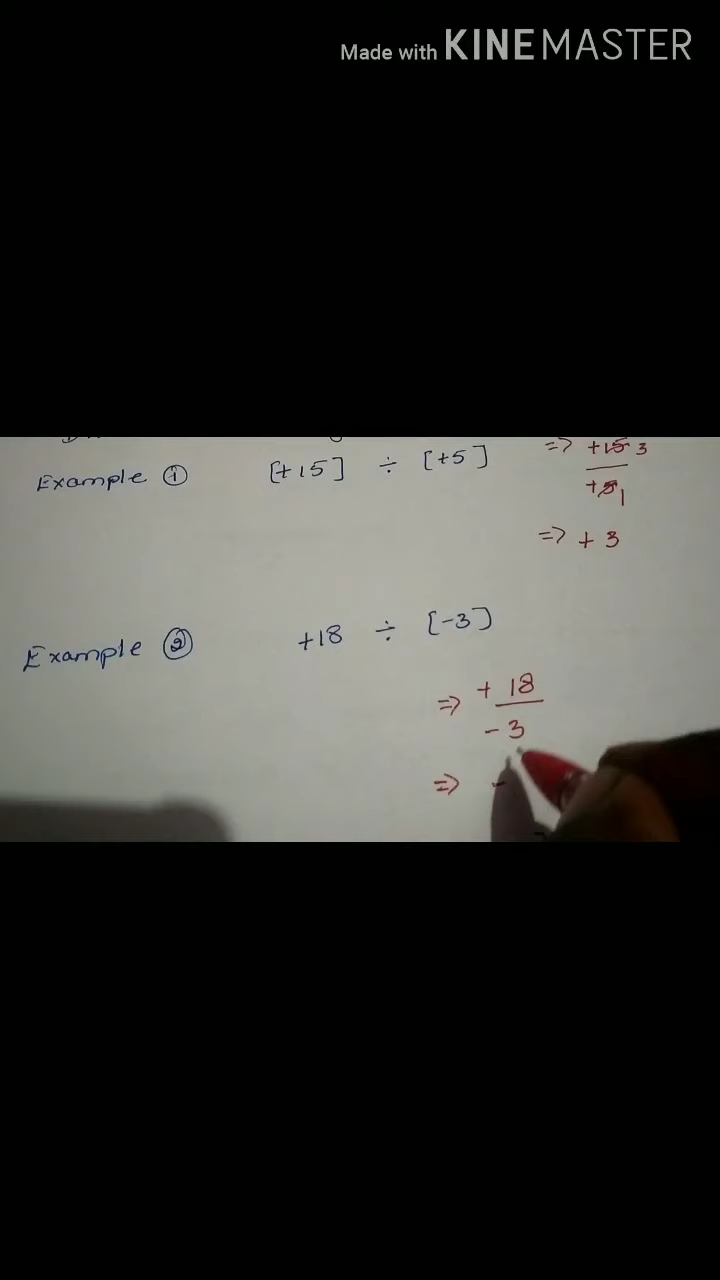 Made with KINEMASTER
Example ① [+15] ÷ [+5] => +15 3
+5 1
=> + 3
Example ② +18 ÷ [-3]
=> + 18
- 3
=> -